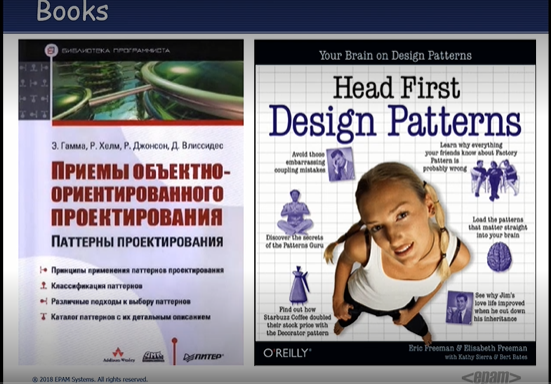 Books
БИБЛИОТЕКА ПРОГРАММИСТА
Э. Гамма, Р. Хелм, Р. Джонсон, Д. Влиссидес
ПРИЕМЫ ОБЪЕКТНО-
ОРИЕНТИРОВАННОГО
ПРОЕКТИРОВАНИЯ
ПАТТЕРНЫ ПРОЕКТИРОВАНИЯ
Принципы применения паттернов проектирования
Классификация паттернов
Различные подходы к выбору паттернов
Каталог паттернов с их детальным описанием
Addison Wesley
ПИТЕР
Your Brain on Design Patterns
Head First
Design Patterns
Avoid those
embarrassing
coupling mistakes
Learn why everything
your friends know about Factory
Pattern is
probably wrong
Discover the secrets
of the Patterns Guru
Load the patterns
that matter straight
into your brain
Find out how
Starbuzz Coffee doubled
their stock price with
the Decorator pattern
See why Jim's
love life improved
when he cut down
his inheritance
O'REILLY
Eric Freeman & Elisabeth Freeman
with Kathy Sierra & Bert Bates
© 2018 EPAM Systems. All rights reserved.
<epam>